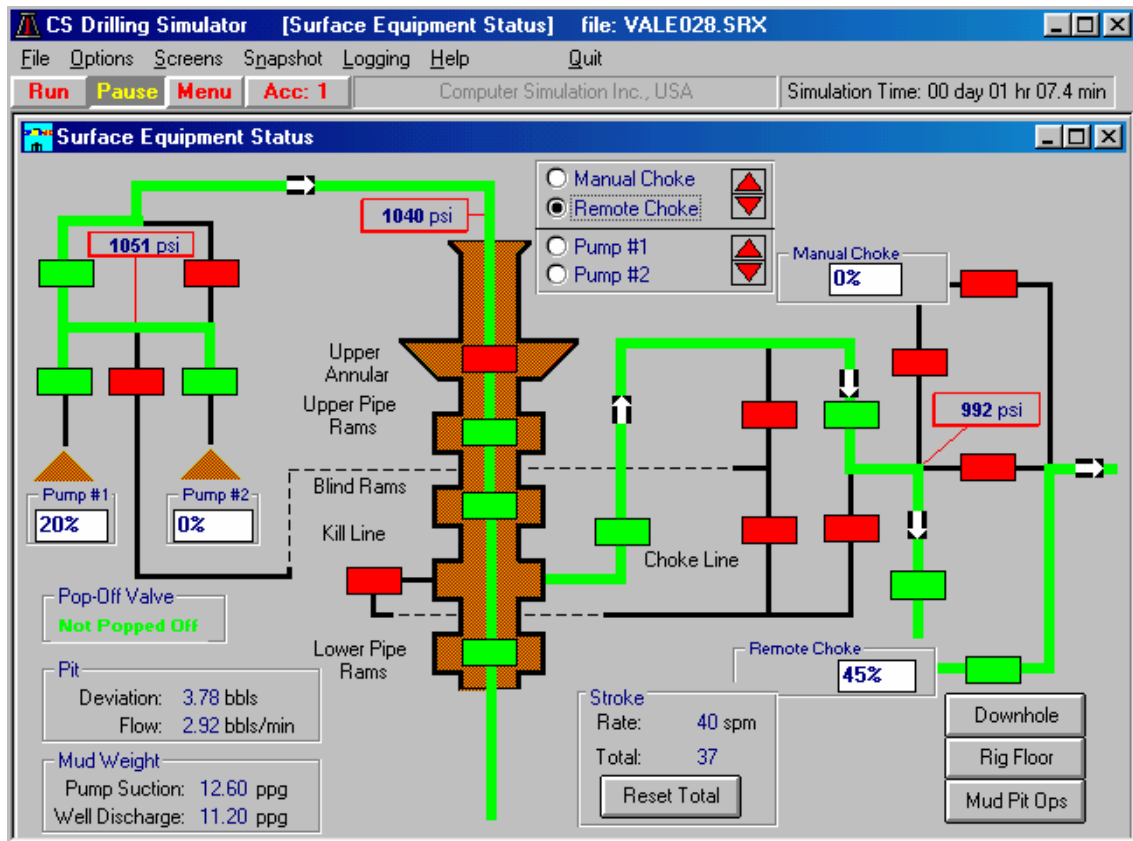 CS Drilling Simulator [Surface Equipment Status] file: VALE028.SRX
File Options Screens Snapshot Logging Help Quit
Run Pause Menu Acc: 1 Computer Simulation Inc., USA Simulation Time: 00 day 01 hr 07.4 min
Surface Equipment Status
Manual Choke
Remote Choke
Pump #1
Pump #2
1040 psi
1051 psi
Manual Choke
0%
Upper
Annular
Upper Pipe
Rams
992 psi
Blind Rams
Pump #1
20%
Pump #2
0%
Kill Line
Choke Line
Pop-Off Valve
Not Popped Off
Lower Pipe
Rams
Remote Choke
45%
Pit
Deviation: 3.78 bbls
Flow: 2.92 bbls/min
Stroke
Rate: 40 spm
Total: 37
Reset Total
Downhole
Rig Floor
Mud Pit Ops
Mud Weight
Pump Suction: 12.60 ppg
Well Discharge: 11.20 ppg